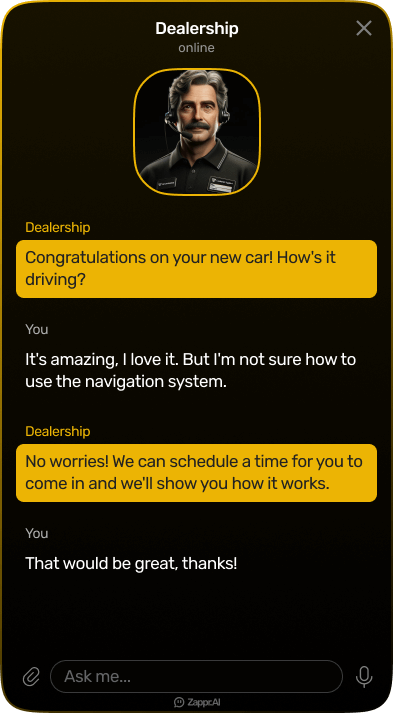 Dealership
online
Dealership
Congratulations on your new car! How's it
driving?
You
It's amazing, I love it. But I'm not sure how to
use the navigation system.
Dealership
No worries! We can schedule a time for you to
come in and we'll show you how it works.
You
That would be great, thanks!
Ask me...
Zappr.AI